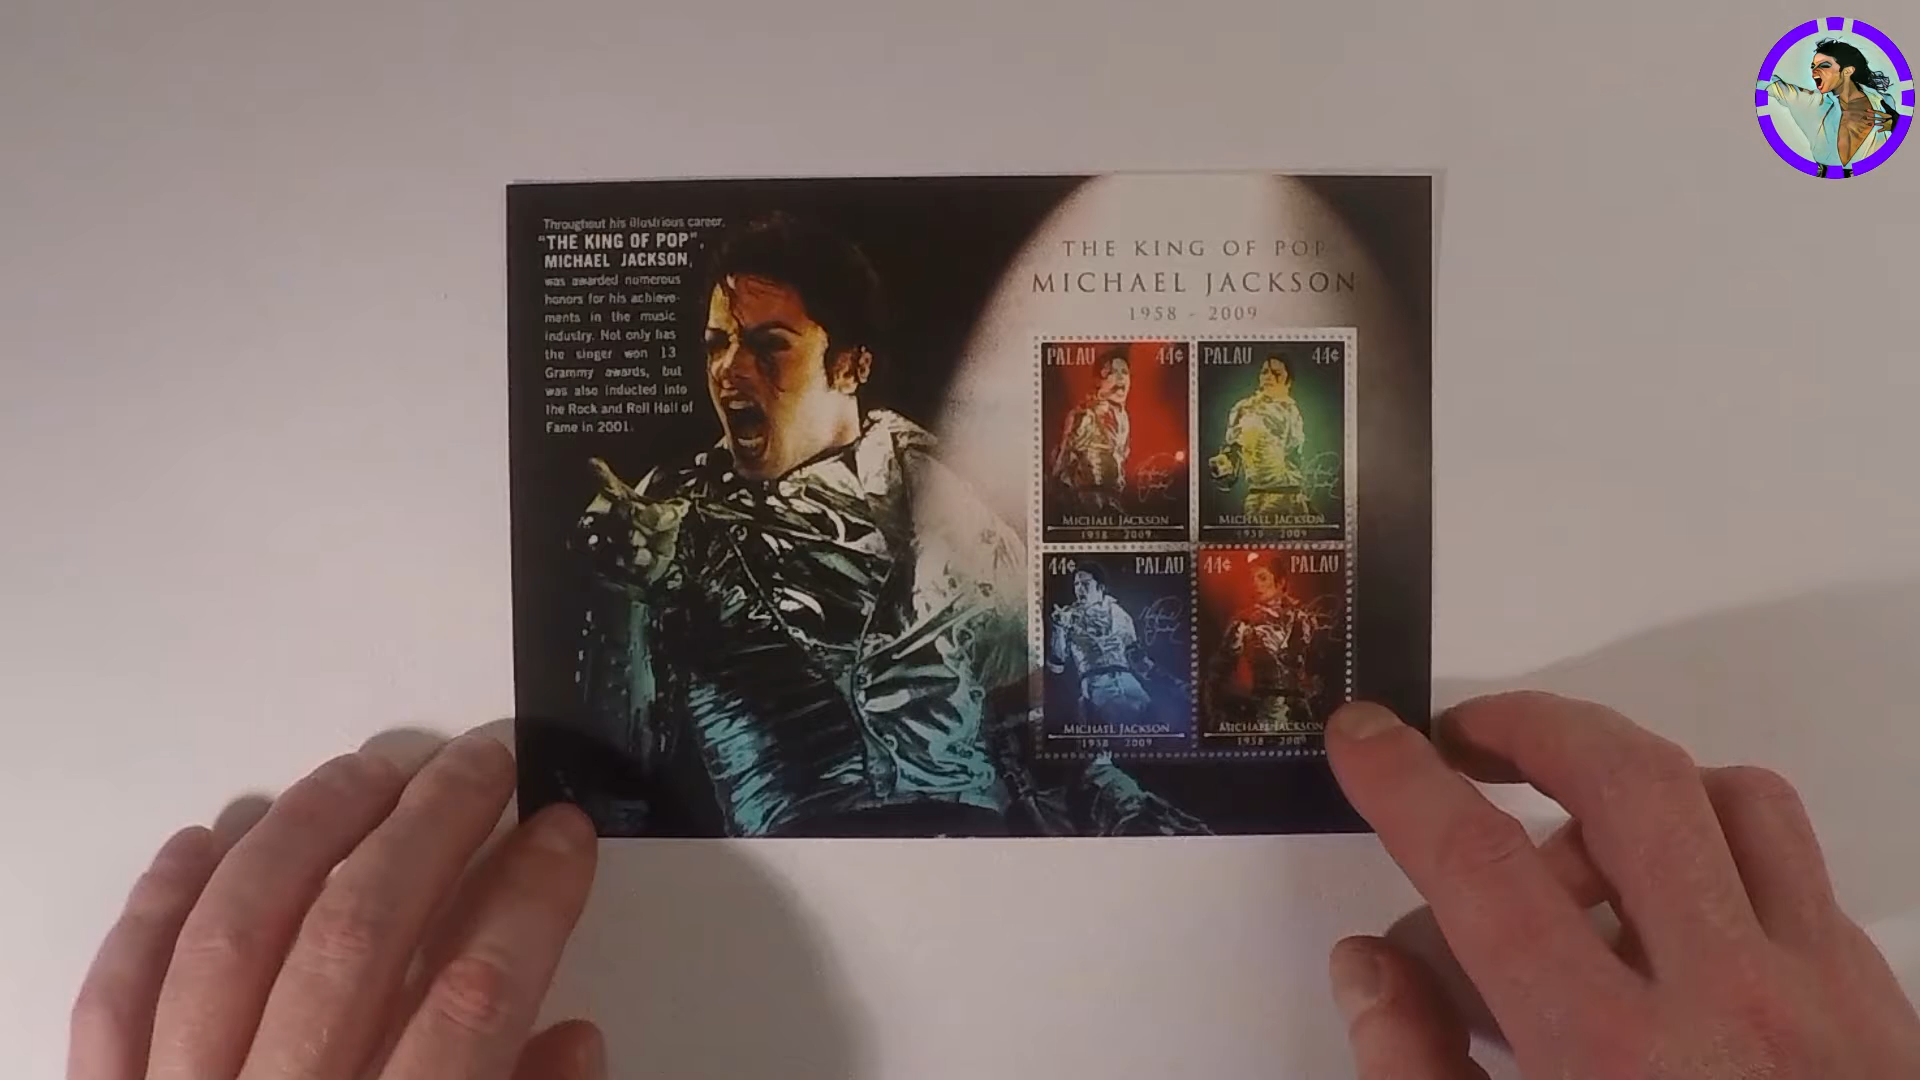 Throughout his illustrious career,
"THE KING OF POP",
MICHAEL JACKSON,
was awarded numerous
honors for his achieve-
ments in the music
industry. Not only has
the singer won 13
Grammy awards, but
was also inducted into
the Rock and Roll Hall of
Fame in 2001.
THE KING OF POP
MICHAEL JACKSON
1958 - 2009
PALAU 44¢
MICHAEL JACKSON
1958 - 2009
PALAU 44¢
MICHAEL JACKSON
1958 - 2009
44¢ PALAU
MICHAEL JACKSON
1958 - 2009
44¢ PALAU
MICHAEL JACKSON
1958 - 2009